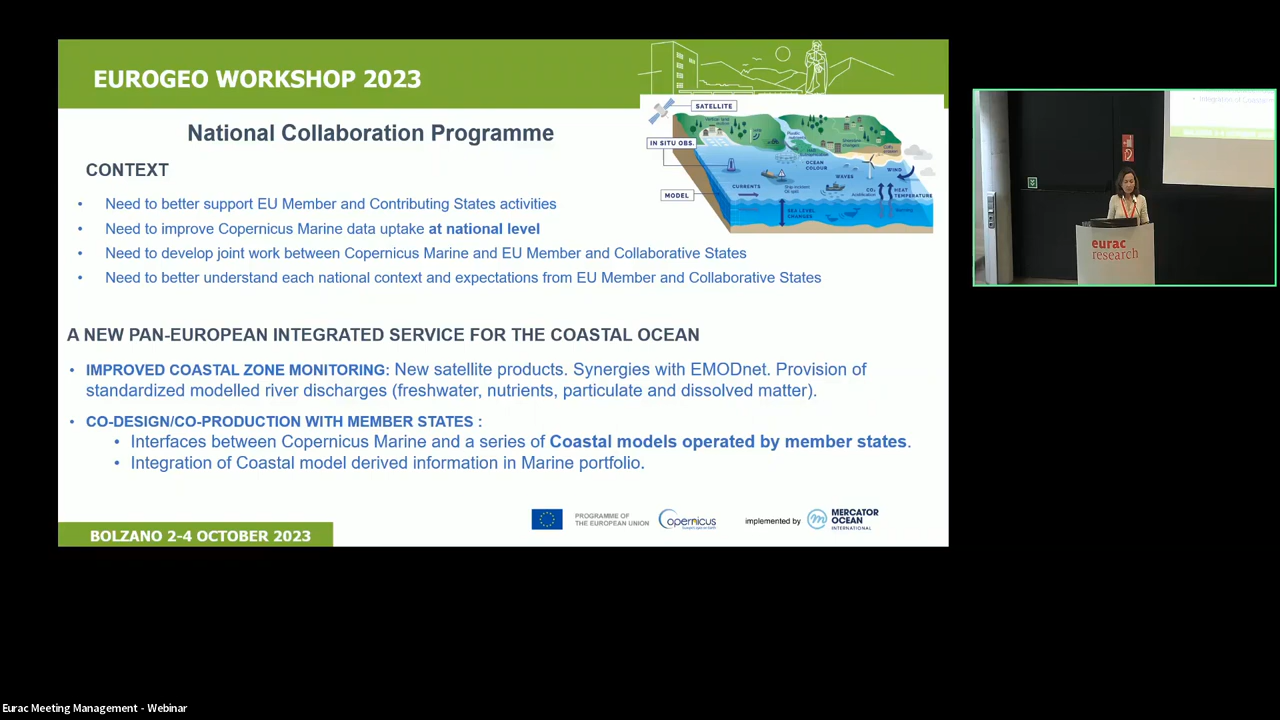 EUROGEO WORKSHOP 2023
National Collaboration Programme
CONTEXT
• Need to better support EU Member and Contributing States activities
• Need to improve Copernicus Marine data uptake at national level
• Need to develop joint work between Copernicus Marine and EU Member and Collaborative States
• Need to better understand each national context and expectations from EU Member and Collaborative States
SATELLITE
IN SITU OBS.
MODEL
OCEAN
COLOUR
WAVES
WIND
CURRENTS
SEA LEVEL
CHANGES
HEAT
TEMPERATURE
A NEW PAN-EUROPEAN INTEGRATED SERVICE FOR THE COASTAL OCEAN
• IMPROVED COASTAL ZONE MONITORING: New satellite products. Synergies with EMODnet. Provision of
standardized modelled river discharges (freshwater, nutrients, particulate and dissolved matter).
• CO-DESIGN/CO-PRODUCTION WITH MEMBER STATES :
• Interfaces between Copernicus Marine and a series of Coastal models operated by member states.
• Integration of Coastal model derived information in Marine portfolio.
PROGRAMME OF
THE EUROPEAN UNION
opernicus
implemented by
MERCATOR
OCEAN
INTERNATIONAL
BOLZANO 2-4 OCTOBER 2023
eurac
research
Eurac Meeting Management - Webinar